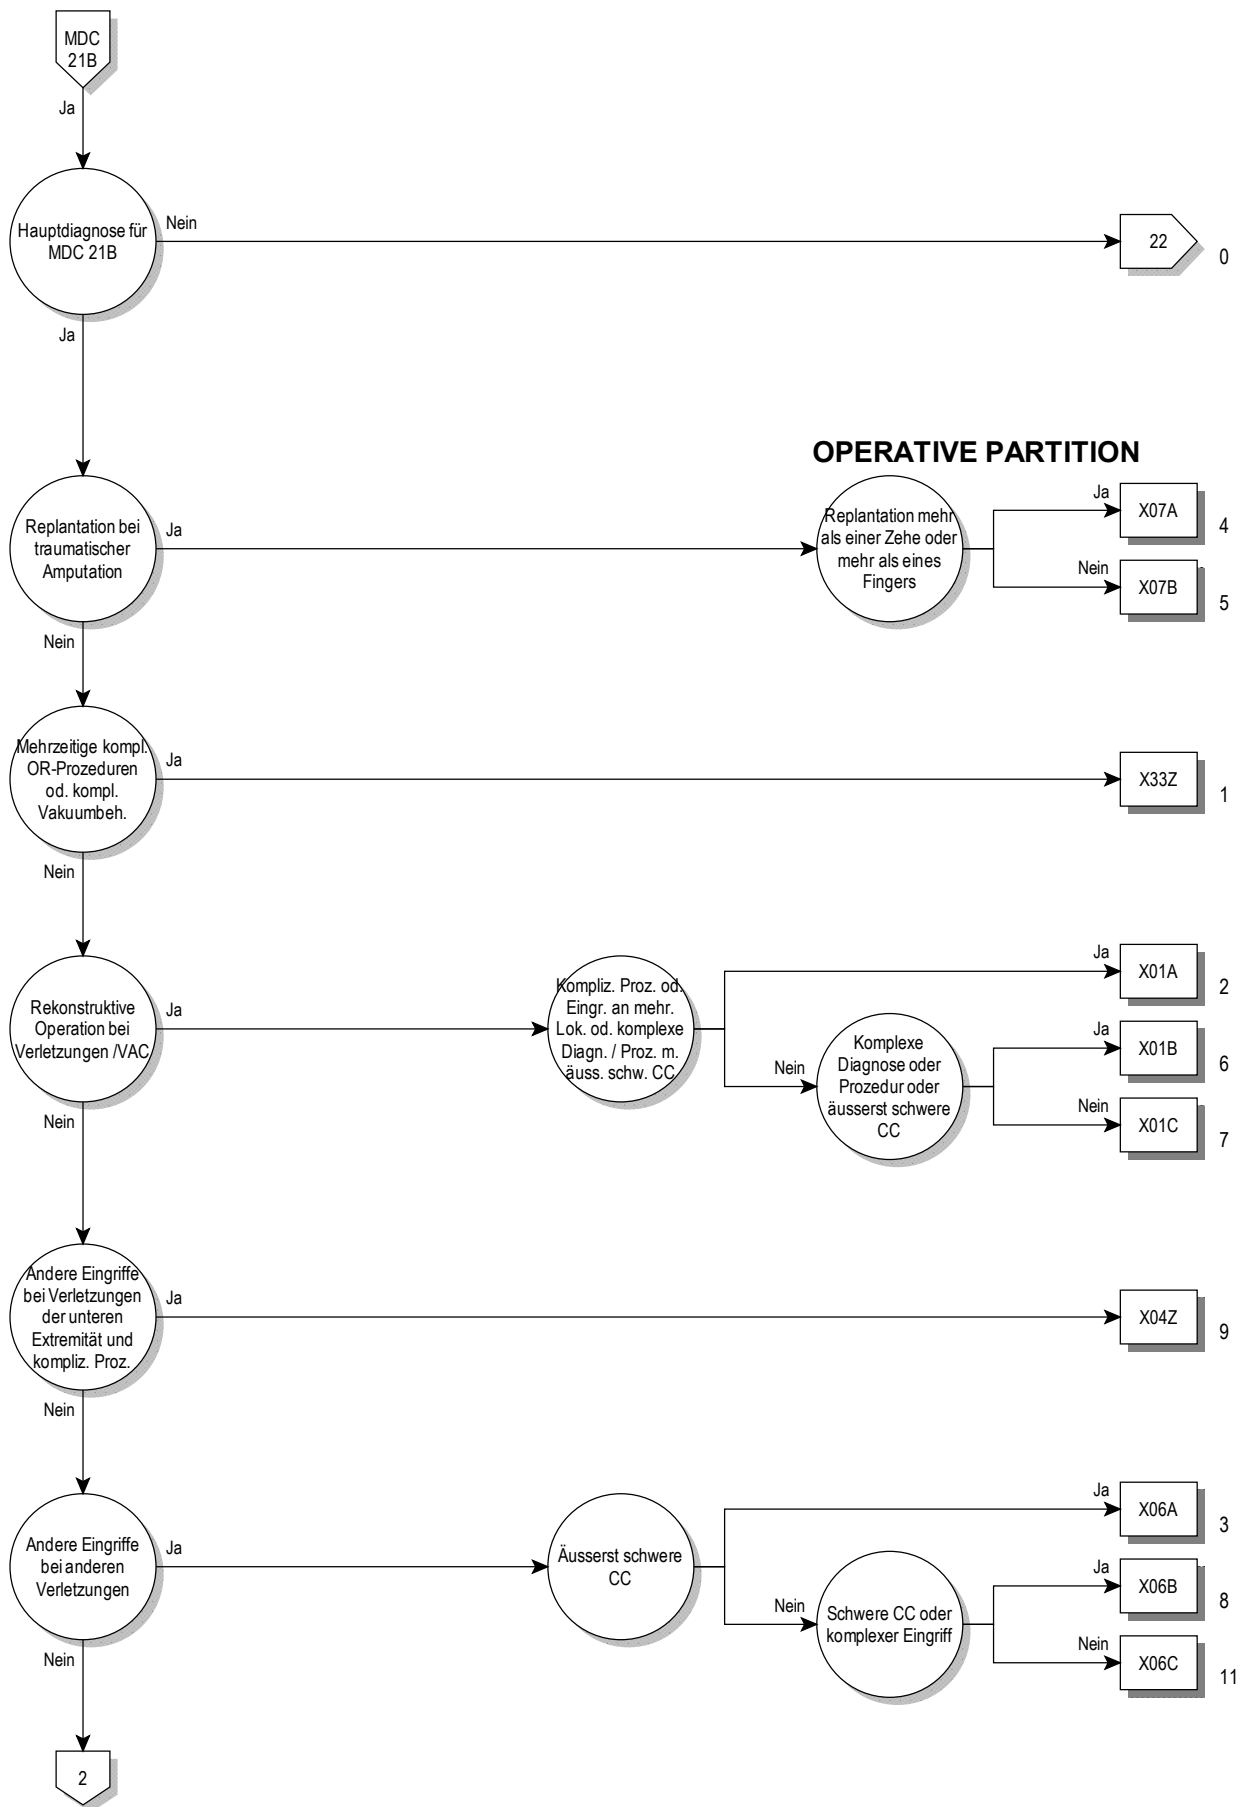 MDC
21B
Ja
Hauptdiagnose für
MDC 21B
Nein
22
0
Ja
OPERATIVE PARTITION
Replantation bei
traumatischer
Amputation
Ja
Replantation mehr
als einer Zehe oder
mehr als eines
Fingers
Ja
X07A
4
Nein
X07B
5
Nein
Mehrzeitige kompl.
OR-Prozeduren
od. kompl.
Vakuumbeh.
Ja
X33Z
1
Nein
Rekonstruktive
Operation bei
Verletzungen /VAC
Ja
Kompliz. Proz. od.
Eingr. an mehr.
Lok. od. komplexe
Diagn. / Proz. m.
äuss. schw. CC
Ja
X01A
2
Nein
Komplexe
Diagnose oder
Prozedur oder
äusserst schwere
CC
Ja
X01B
6
Nein
X01C
7
Nein
Andere Eingriffe
bei Verletzungen
der unteren
Extremität und
kompliz. Proz.
Ja
X04Z
9
Nein
Andere Eingriffe
bei anderen
Verletzungen
Ja
Äusserst schwere
CC
Ja
X06A
3
Nein
Schwere CC oder
komplexer Eingriff
Ja
X06B
8
Nein
X06C
11
Nein
2